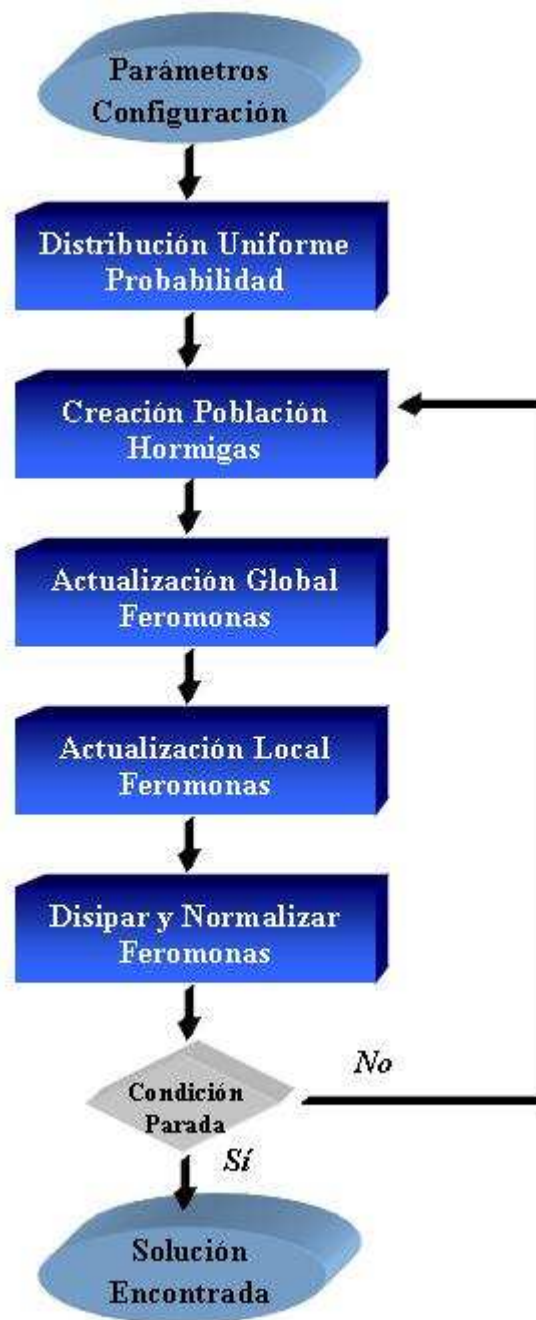 Parámetros
Configuración
Distribución Uniforme
Probabilidad
Creación Población
Hormigas
Actualización Global
Feromonas
Actualización Local
Feromonas
Disipar y Normalizar
Feromonas
Condición
Parada
No
Sí
Solución
Encontrada